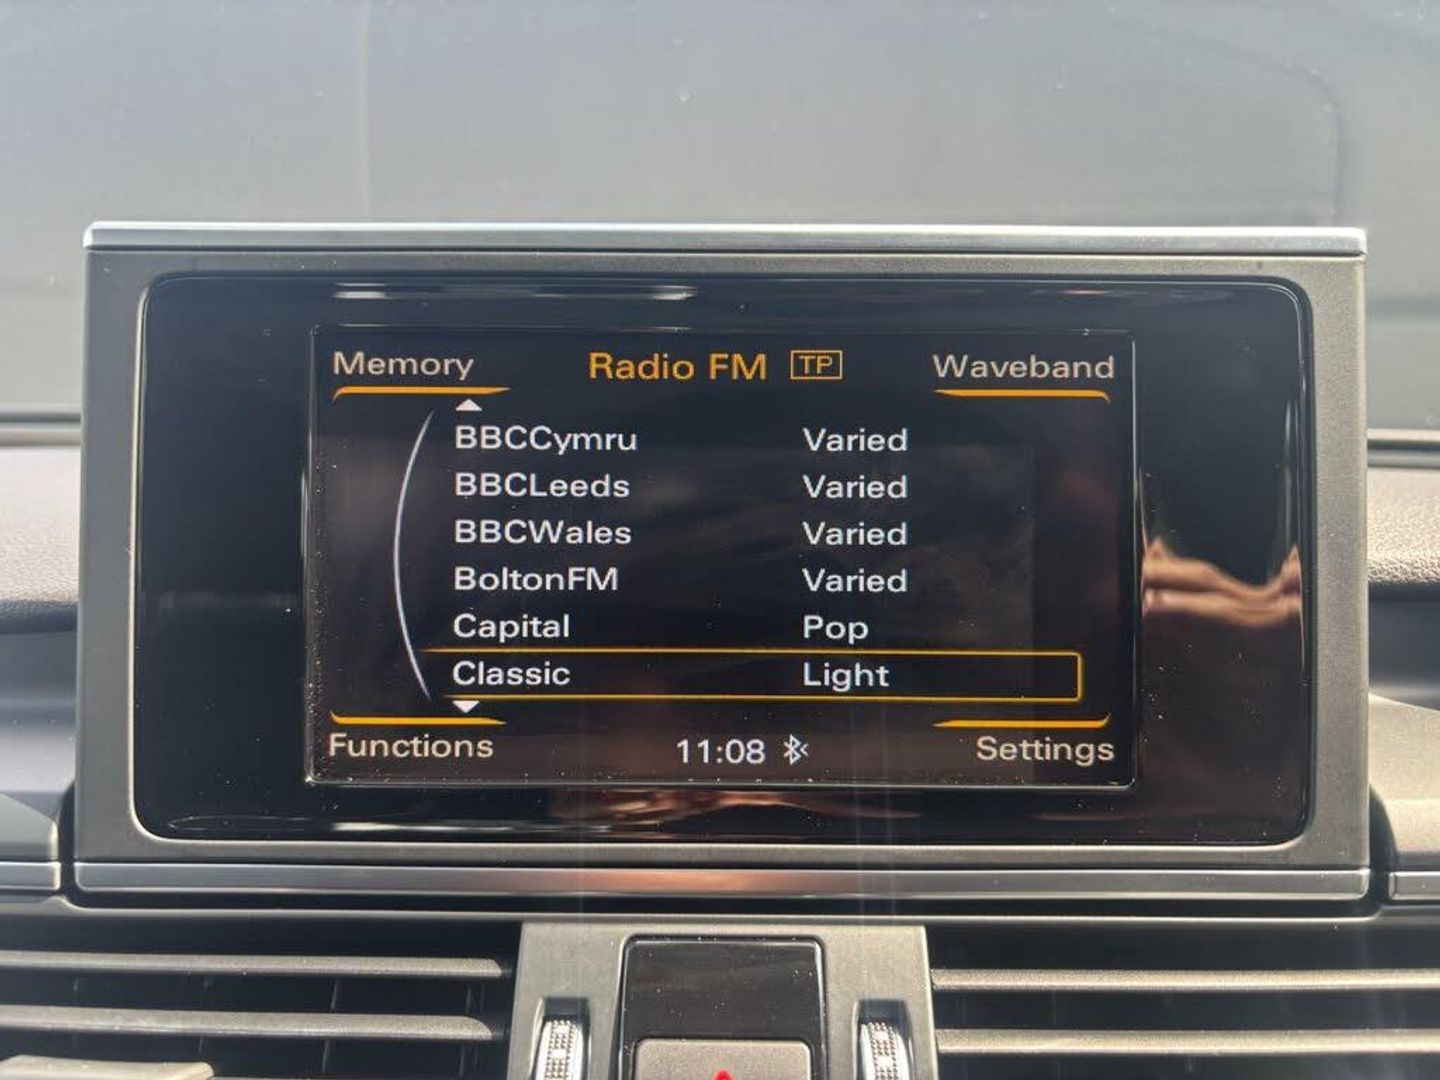 Memory Radio FM TP Waveband
BBCCymru Varied
BBCLeeds Varied
BBCWales Varied
BoltonFM Varied
Capital Pop
Classic Light
Functions 11:08 Settings